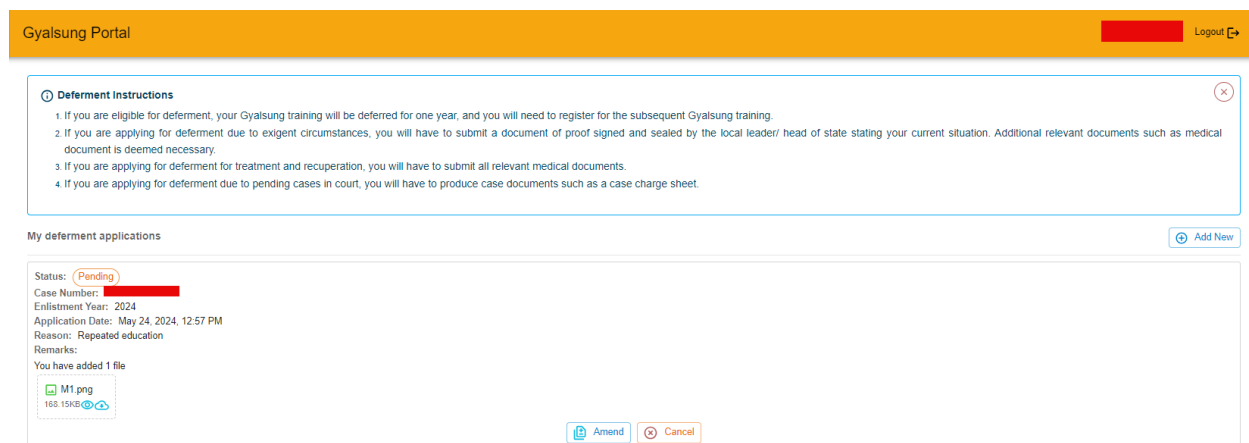 Gyalsung Portal
Logout
Deferment Instructions
1. If you are eligible for deferment, your Gyalsung training will be deferred for one year, and you will need to register for the subsequent Gyalsung training.
2. If you are applying for deferment due to exigent circumstances, you will have to submit a document of proof signed and sealed by the local leader/ head of state stating your current situation. Additional relevant documents such as medical
document is deemed necessary.
3. If you are applying for deferment for treatment and recuperation, you will have to submit all relevant medical documents.
4. If you are applying for deferment due to pending cases in court, you will have to produce case documents such as a case charge sheet.
My deferment applications
Add New
Status: Pending
Case Number:
Enlistment Year: 2024
Application Date: May 24, 2024, 12:57 PM
Reason: Repeated education
Remarks:
You have added 1 file
M1.png
168.15KB
Amend
Cancel